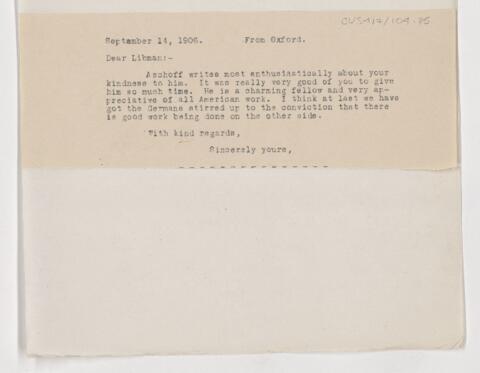 CUS417/104.85
September 14, 1906. From Oxford.
Dear Libman:-
Aschoff writes most enthusiastically about your
kindness to him. It was really very good of you to give
him so much time. He is a charming fellow and very ap-
preciative of all American work. I think at last we have
got the Germans stirred up to the conviction that there
is good work being done on the other side.
With kind regards,
Sincerely yours,